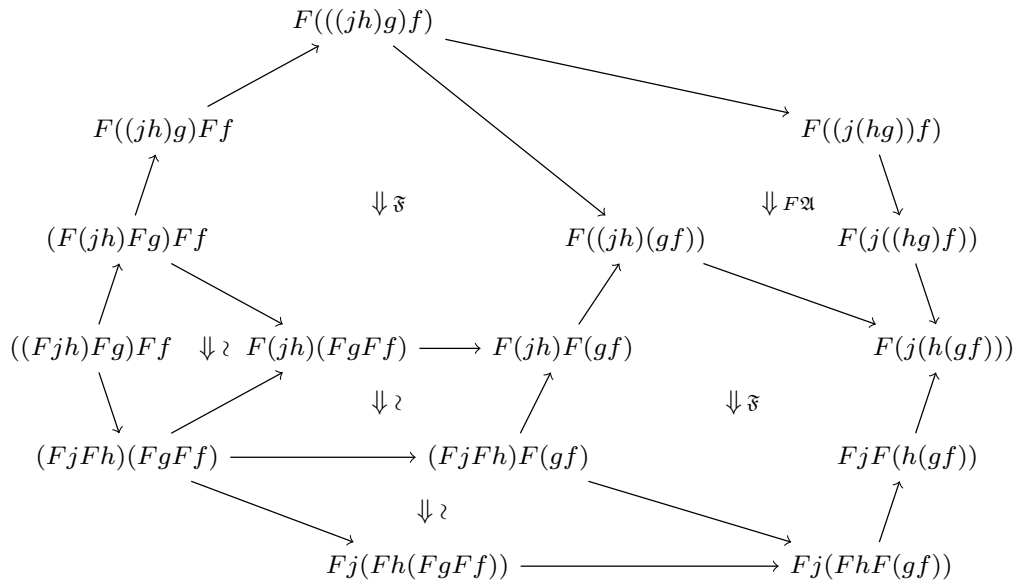 F(((jh)g)f)
F((jh)g)Ff F((j(hg))f)
⇓ 𝔉 ⇓ F𝔄
(F(jh)Fg)Ff F((jh)(gf)) F(j((hg)f))
((Fjh)Fg)Ff ⇓ ≀ F(jh)(FgFf) F(jh)F(gf) F(j(h(gf)))
⇓ ≀ ⇓ 𝔉
(FjFh)(FgFf) (FjFh)F(gf) FjF(h(gf))
⇓ ≀
Fj(Fh(FgFf)) Fj(FhF(gf))